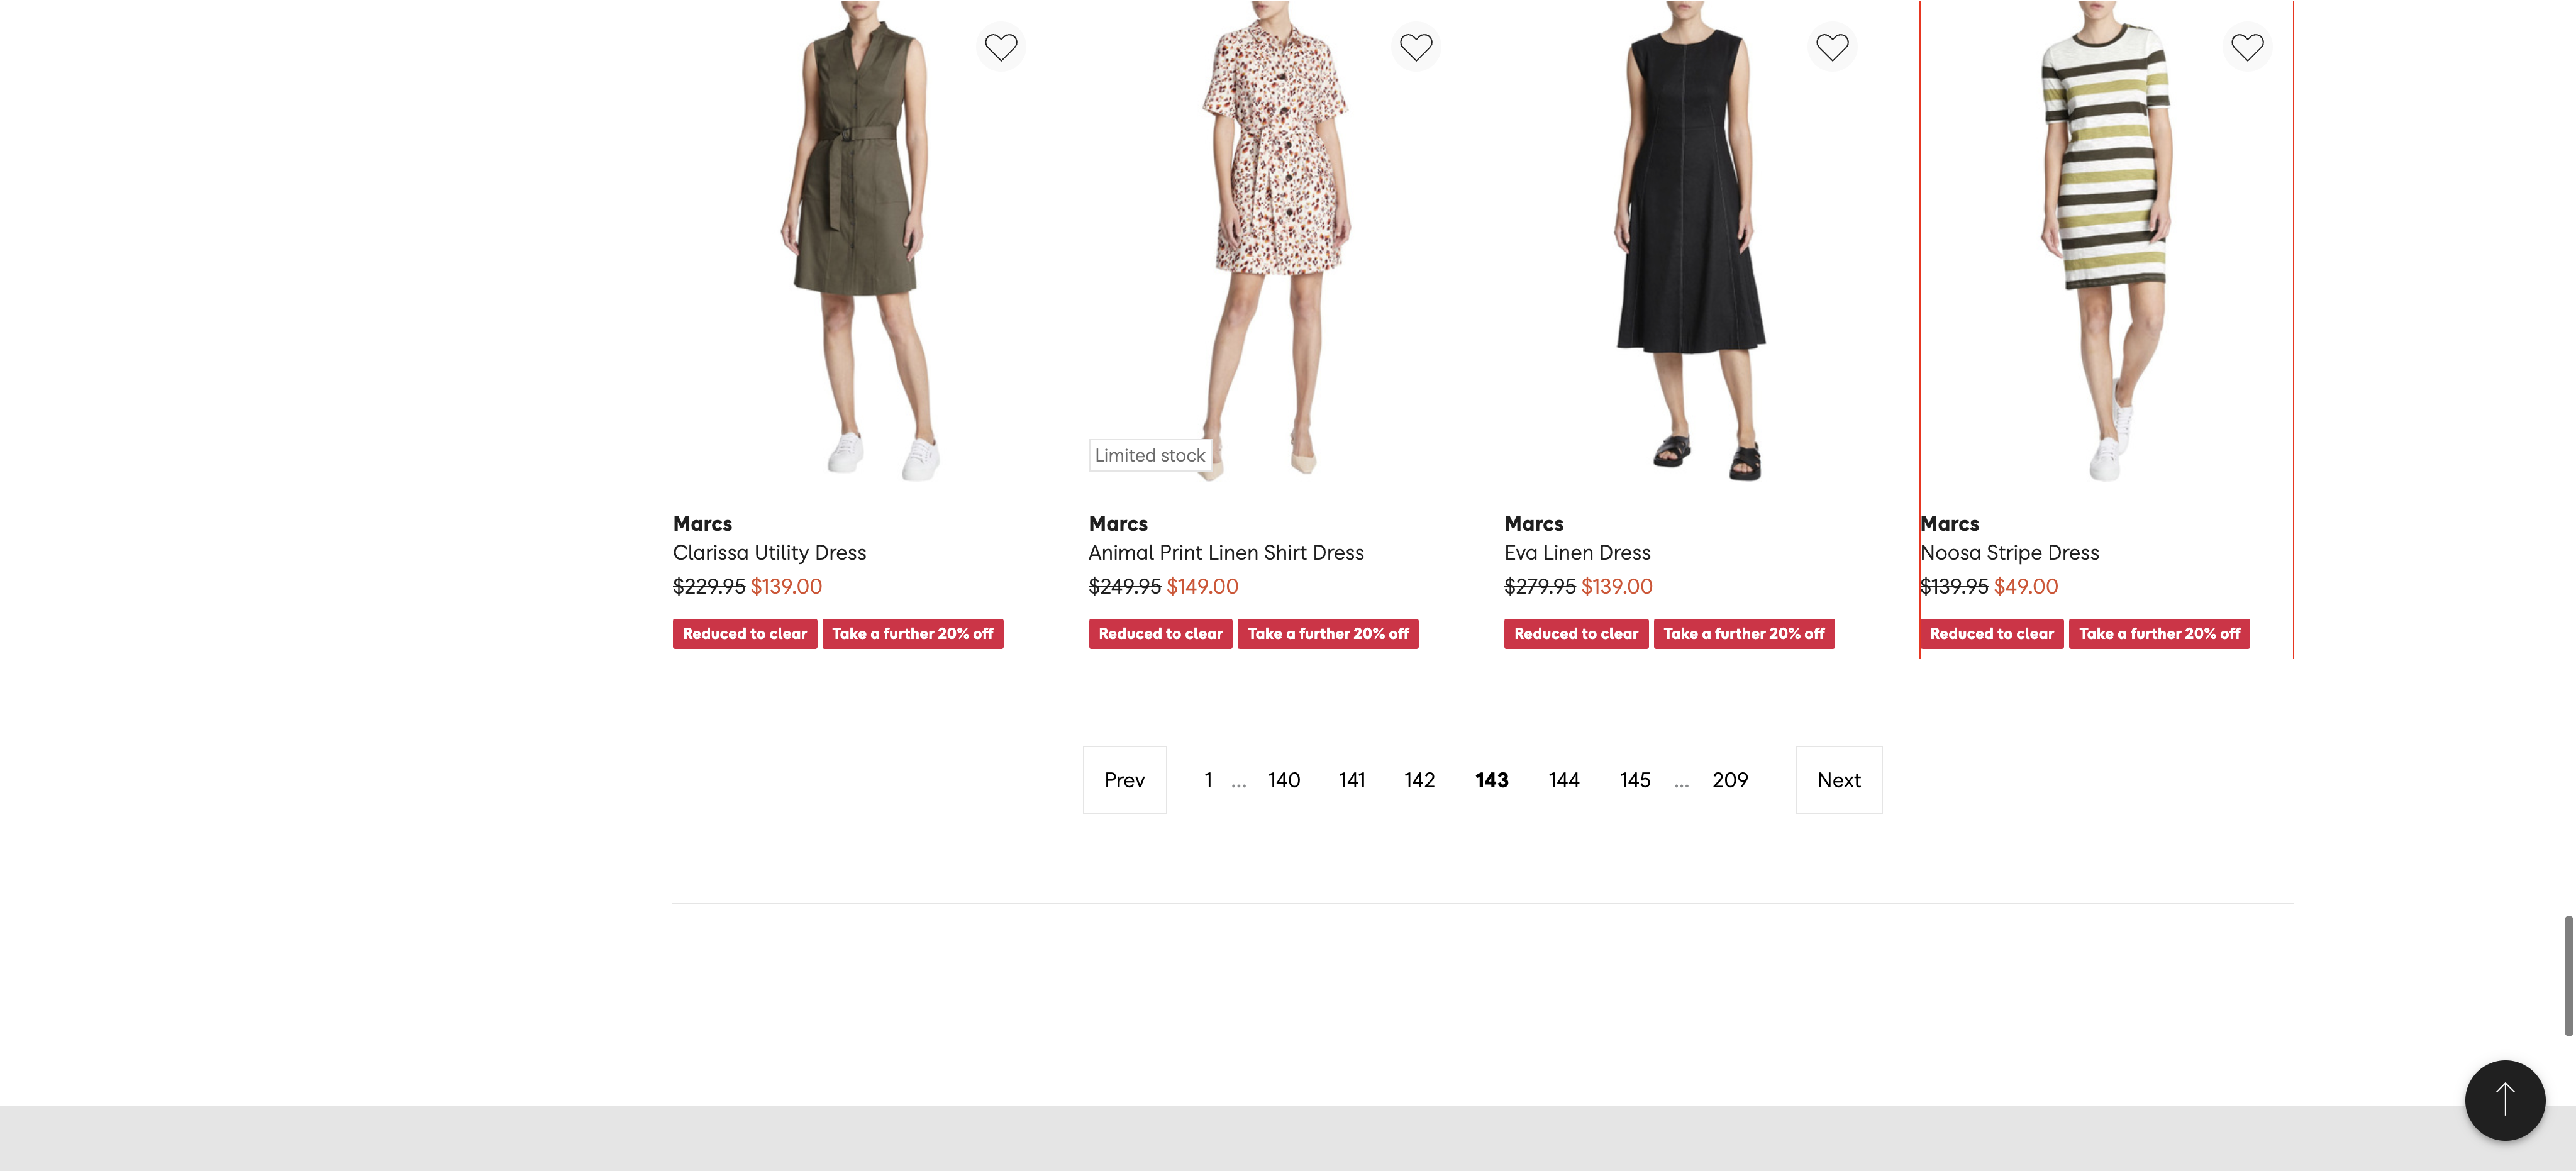 Limited stock
Marcs
Clarissa Utility Dress
$229.95 $139.00
Reduced to clear Take a further 20% off
Marcs
Animal Print Linen Shirt Dress
$249.95 $149.00
Reduced to clear Take a further 20% off
Marcs
Eva Linen Dress
$279.95 $139.00
Reduced to clear Take a further 20% off
Marcs
Noosa Stripe Dress
$139.95 $49.00
Reduced to clear Take a further 20% off
Prev 1 ... 140 141 142 143 144 145 ... 209 Next